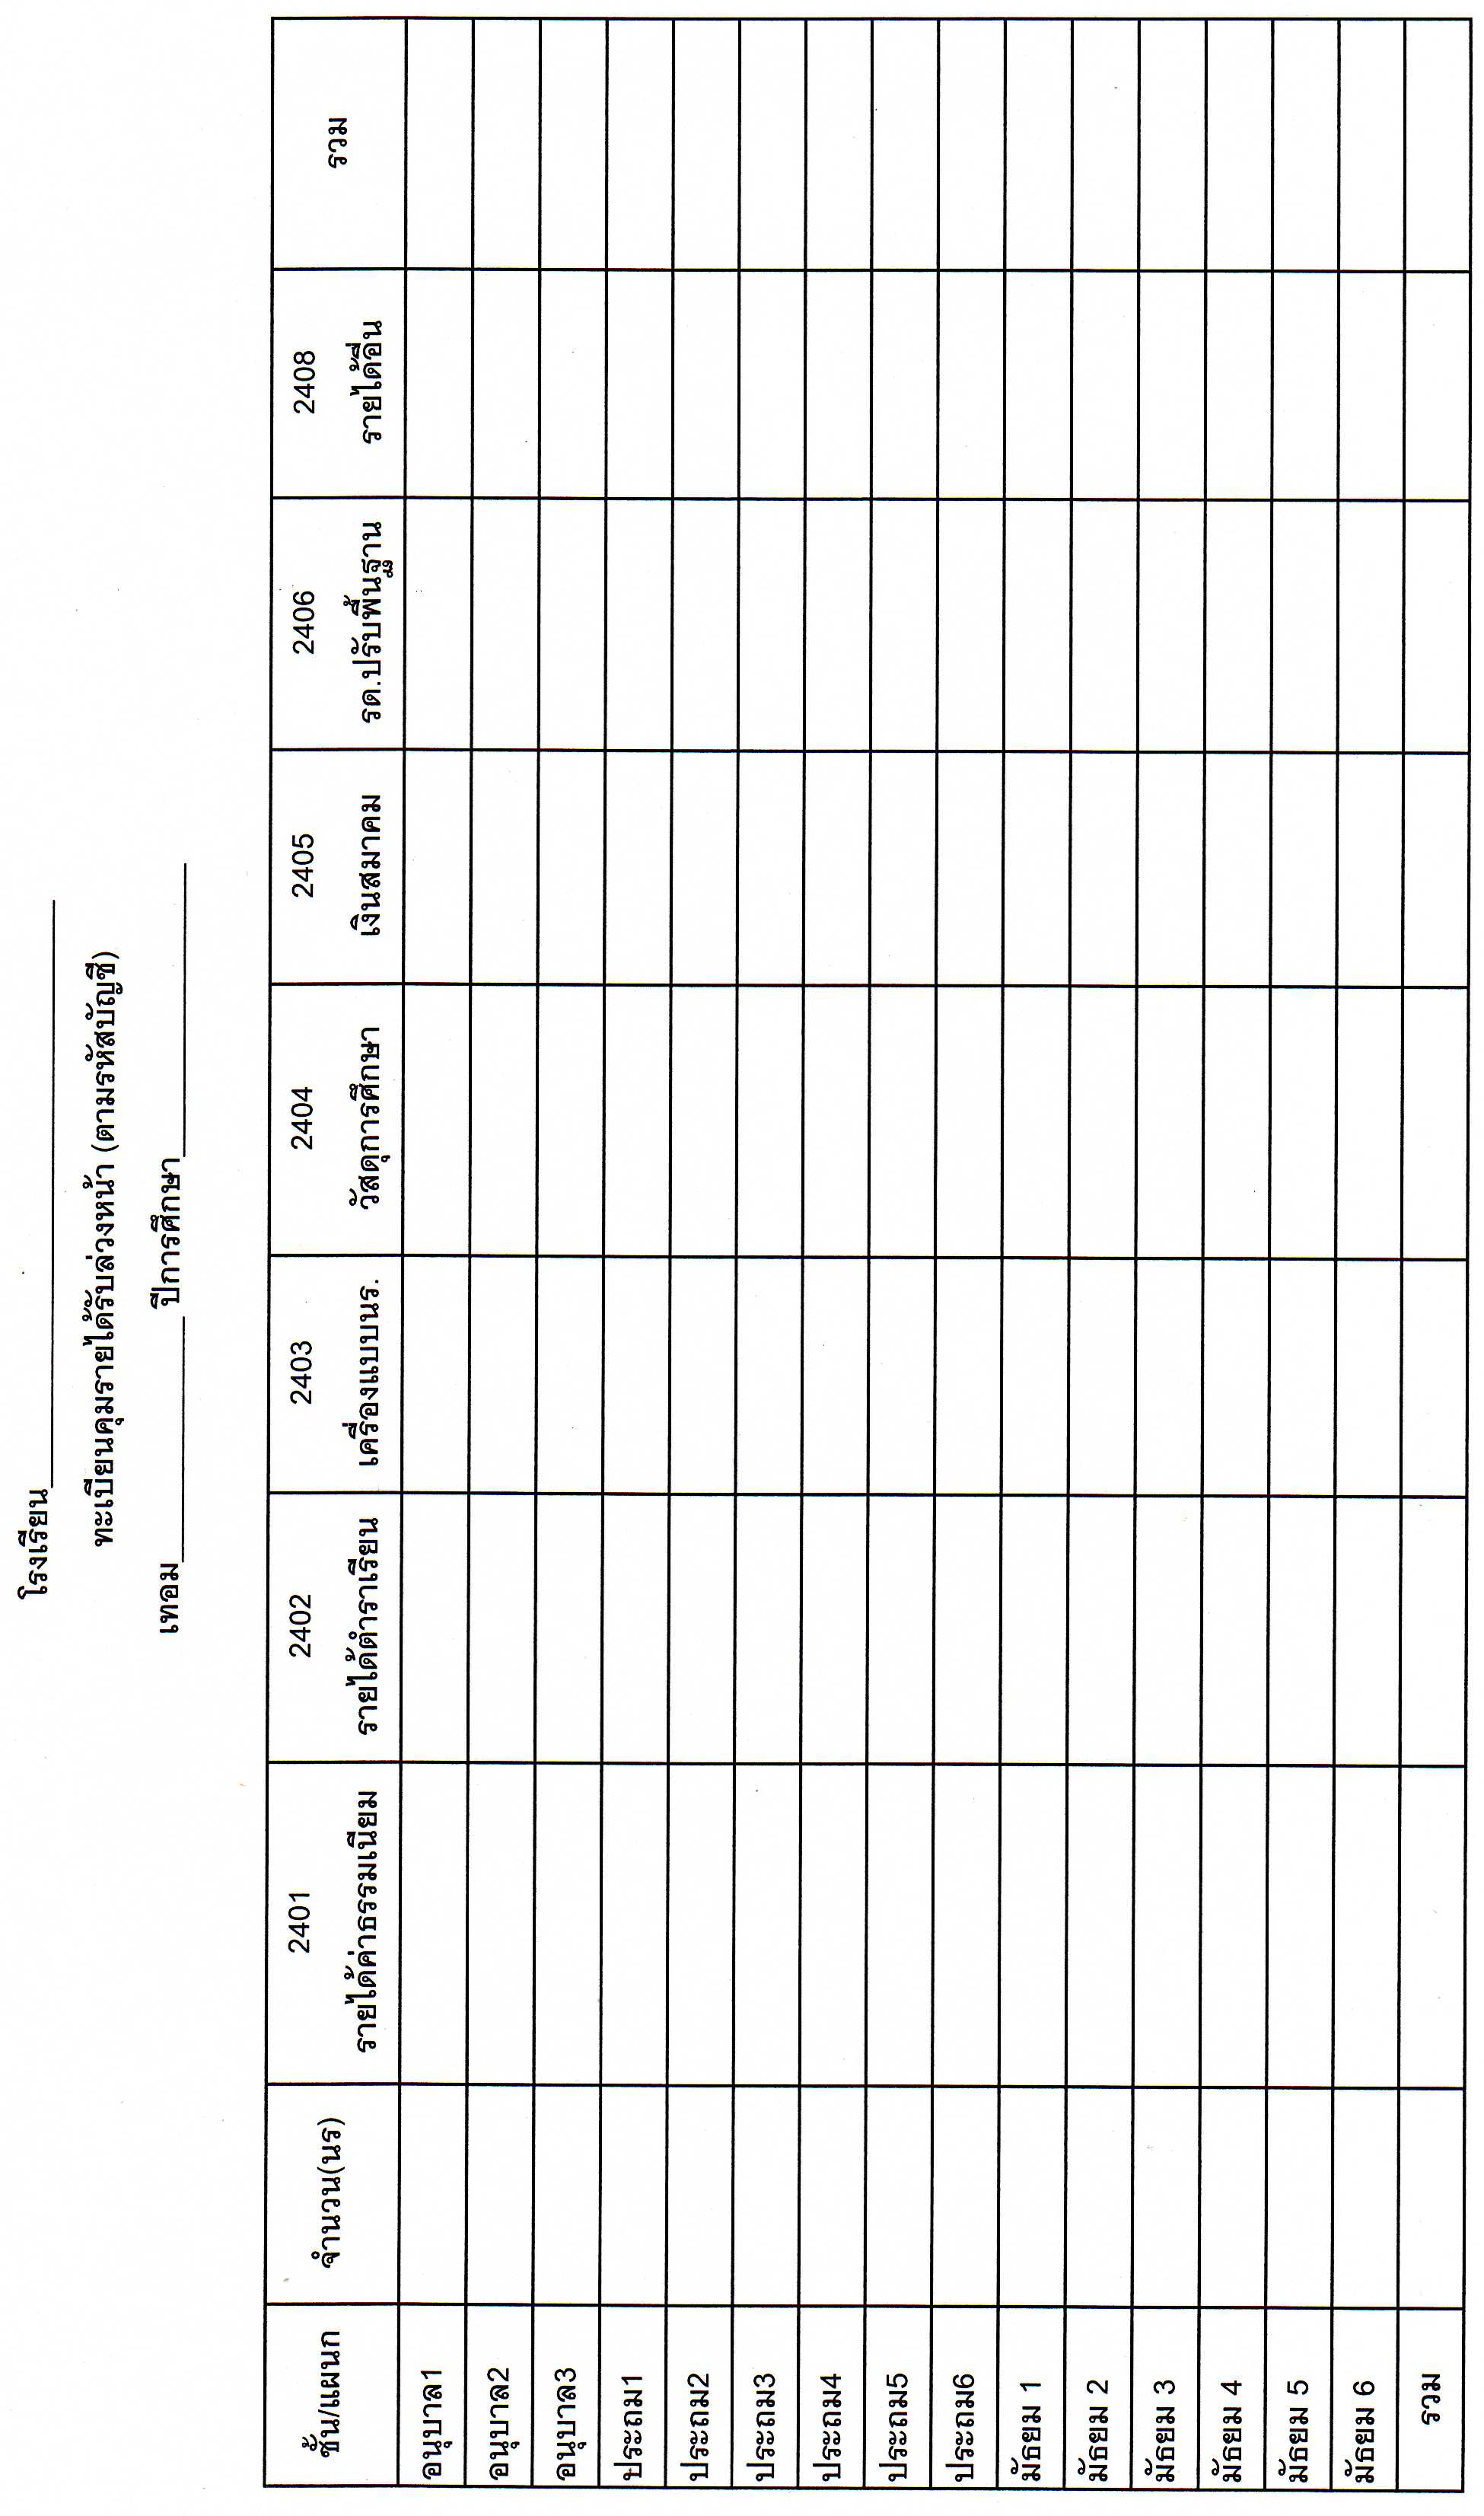 โรงเรียน
ทะเบียนคุมรายได้รับล่วงหน้า (ตามรหัสบัญชี)
เทอม ปีการศึกษา
ชั้น/แผนก จำนวน(นร) 2401 รายได้ค่าธรรมเนียม 2402 รายได้ตำราเรียน 2403 เครื่องแบบนร. 2404 วัสดุการศึกษา 2405 เงินสมาคม 2406 รด.ปรับพื้นฐาน 2408 รายได้อื่น รวม
อนุบาล1
อนุบาล2
อนุบาล3
ประถม1
ประถม2
ประถม3
ประถม4
ประถม5
ประถม6
มัธยม 1
มัธยม 2
มัธยม 3
มัธยม 4
มัธยม 5
มัธยม 6
รวม